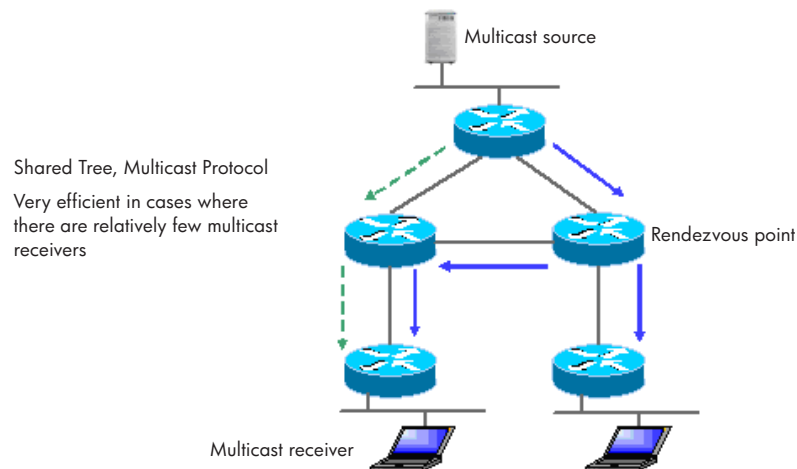 Multicast source
Shared Tree, Multicast Protocol
Very efficient in cases where
there are relatively few multicast
receivers
Rendezvous point
Multicast receiver